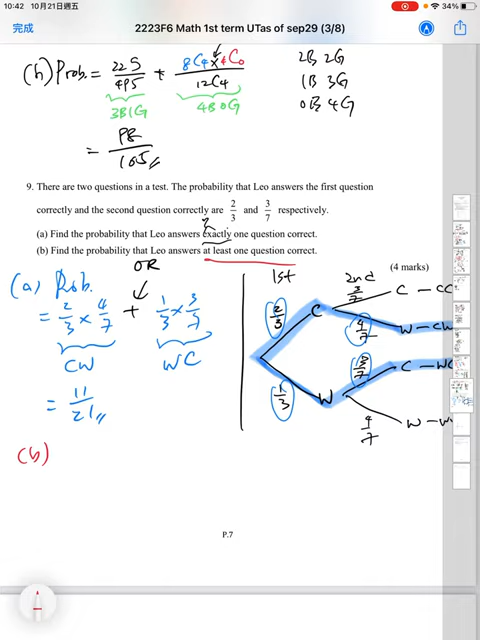 10:42 10月21日週五
34%
完成
2223F6 Math 1st term UTas of sep29 (3/8)
(h) Prob. = 225/495 + 8C4 x 4C0/12C4
3B1G 4B0G
2B 2G
1B 3G
0B 4G
=
9. There are two questions in a test. The probability that Leo answers the first question
correctly and the second question correctly are 2/3 and 3/7 respectively.
(a) Find the probability that Leo answers exactly one question correct.
(b) Find the probability that Leo answers at least one question correct.
(4 marks)
OR
(a) Prob.
= 2/3 x 4/7 + 1/3 x 3/7
CW WC
= 11/21
(b)
1st 2nd
2/3 C 3/7 C - CC
4/7 W - CW
1/3 W 3/7 C - WC
4/7 W - W
P.7